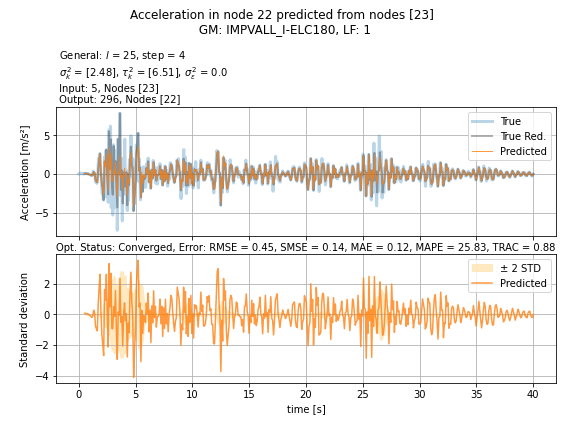 Acceleration in node 22 predicted from nodes [23]
GM: IMPVALL_I-ELC180, LF: 1
General: l = 25, step = 4
σ²ₖ = [2.48], τ²ₖ = [6.51], σ²ε = 0.0
Input: 5, Nodes [23]
Output: 296, Nodes [22]
Acceleration [m/s²]
5
0
−5
True
True Red.
Predicted
Opt. Status: Converged, Error: RMSE = 0.45, SMSE = 0.14, MAE = 0.12, MAPE = 25.83, TRAC = 0.88
Standard deviation
2
0
−2
−4
± 2 STD
Predicted
0 5 10 15 20 25 30 35 40
time [s]